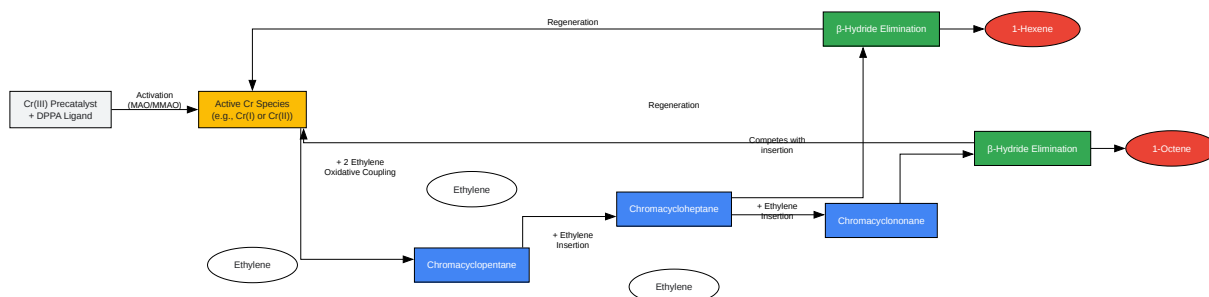 Regeneration
β-Hydride Elimination
1-Hexene
Cr(III) Precatalyst
+ DPPA Ligand
Activation
(MAO/MMAO)
Active Cr Species
(e.g., Cr(I) or Cr(II))
Regeneration
Competes with
insertion
β-Hydride Elimination
1-Octene
+ 2 Ethylene
Oxidative Coupling
Ethylene
Chromacycloheptane
+ Ethylene
Insertion
Chromacyclononane
+ Ethylene
Insertion
Ethylene
Chromacyclopentane
Ethylene